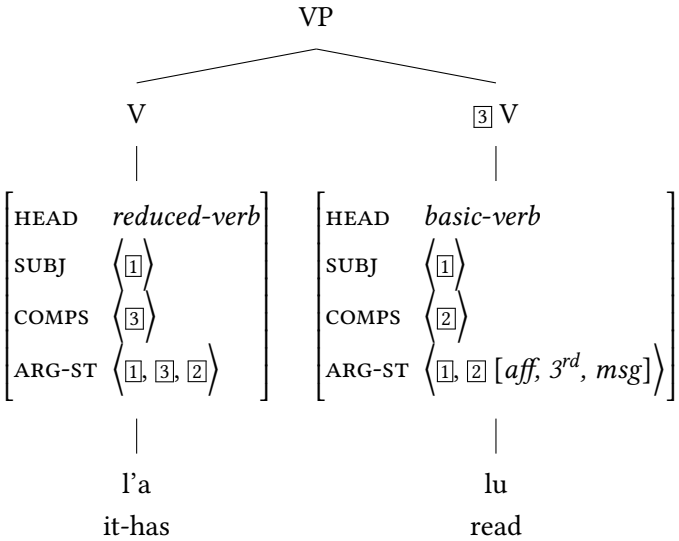 VP
V 3 V
HEAD reduced-verb HEAD basic-verb
SUBJ ⟨1⟩ SUBJ ⟨1⟩
COMPS ⟨3⟩ COMPS ⟨2⟩
ARG-ST ⟨1, 3, 2⟩ ARG-ST ⟨1, 2 [aff, 3rd, msg]⟩
l’a lu
it-has read